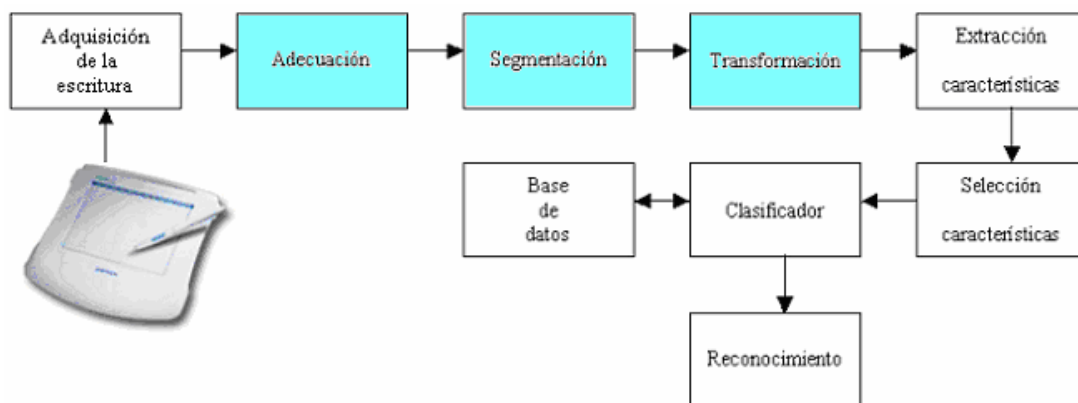 Adquisición
de la
escritura
Adecuación
Segmentación
Transformación
Extracción
características
Base
de
datos
Clasificador
Selección
características
Reconocimiento